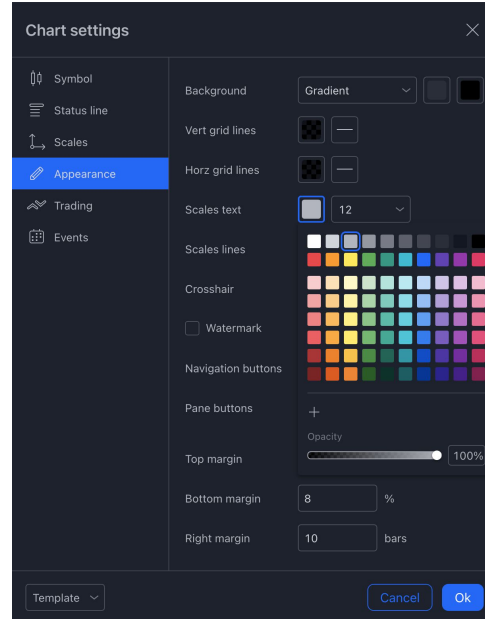 Chart settings
Symbol
Status line
Scales
Appearance
Trading
Events
Background
Gradient
Vert grid lines
Horz grid lines
Scales text
12
Scales lines
Crosshair
Watermark
Navigation buttons
Pane buttons
Opacity
100%
Top margin
Bottom margin
8
%
Right margin
10
bars
Template
Cancel
Ok